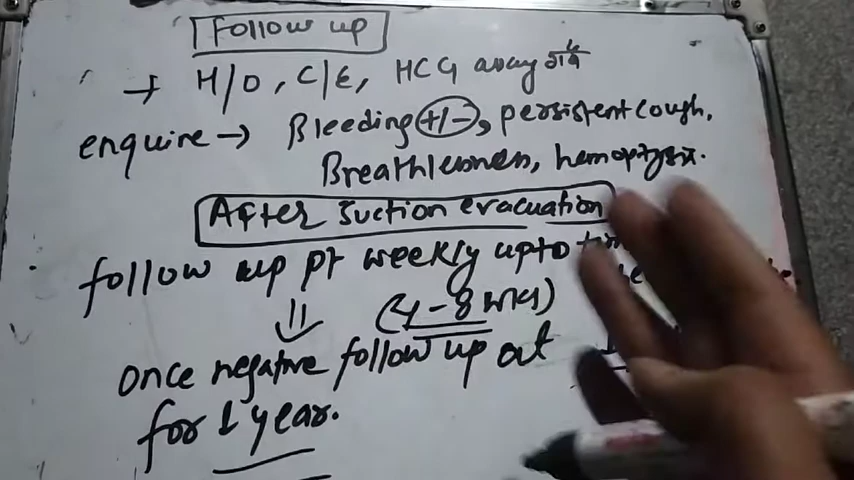 Follow up
→ H/O, C/E, HCG assay
enquire → Bleeding (+/-), persistent cough,
Breathlessness, hemoptysis.
After Suction evacuation
follow up pt weekly upto
(4-8 wks)
once negative follow up at
for 1 year.